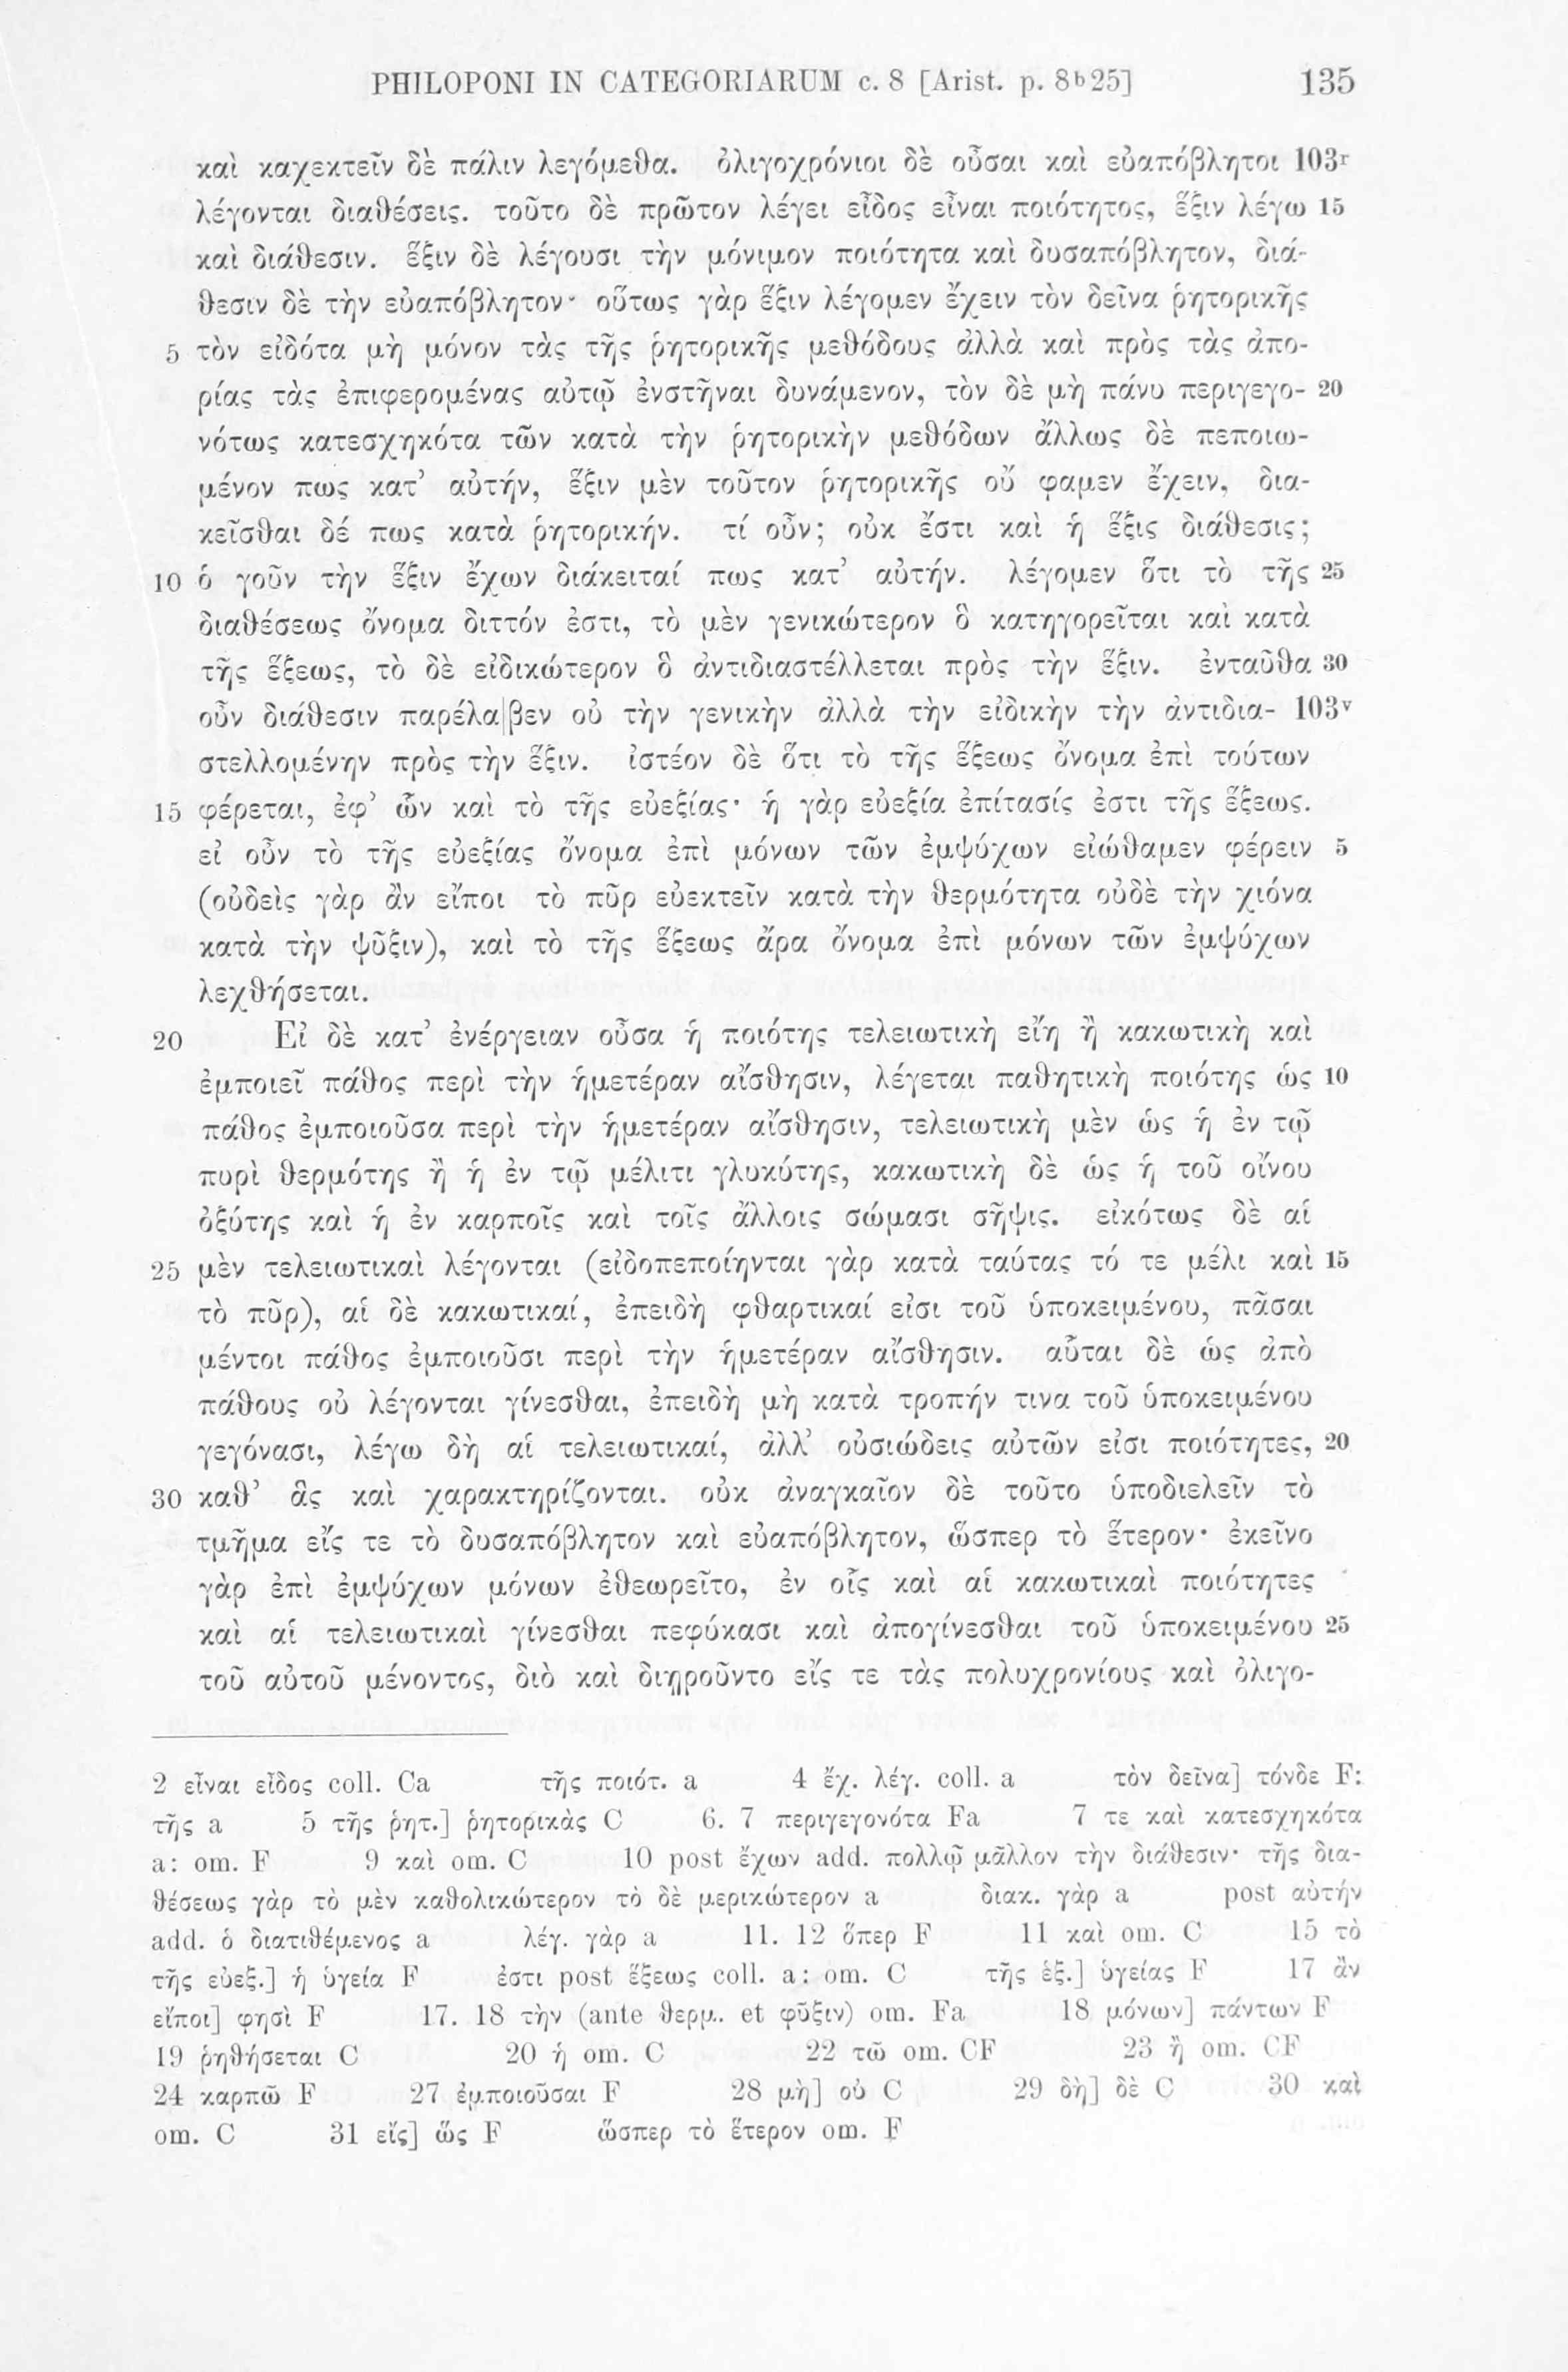 PHILOPONI IN CATEGORIARUM c. 8 [Arist. p. 8b25] 135
καὶ καχεκτεῖν δὲ πάλιν λεγόμεθα. ὀλιγοχρόνιοι δὲ οὖσαι καὶ εὐαπόβλητοι 103r
λέγονται διαθέσεις. τοῦτο δὲ πρῶτον λέγει εἶδος εἶναι ποιότητος, ἕξιν λέγω 15
καὶ διάθεσιν. ἕξιν δὲ λέγουσι τὴν μόνιμον ποιότητα καὶ δυσαπόβλητον, διά-
θεσιν δὲ τὴν εὐαπόβλητον· οὕτως γὰρ ἕξιν λέγομεν ἔχειν τὸν δεῖνα ῥητορικῆς
5 τὸν εἰδότα μὴ μόνον τὰς τῆς ῥητορικῆς μεθόδους ἀλλὰ καὶ πρὸς τὰς ἀπο-
ρίας τὰς ἐπιφερομένας αὐτῷ ἐνστῆναι δυνάμενον, τὸν δὲ μὴ πάνυ περιγεγο- 20
νότως κατεσχηκότα τῶν κατὰ τὴν ῥητορικὴν μεθόδων ἄλλως δὲ πεποιω-
μένον πως κατ’ αὐτήν, ἕξιν μὲν τοῦτον ῥητορικῆς οὔ φαμεν ἔχειν, δια-
κεῖσθαι δέ πως κατὰ ῥητορικήν. τί οὖν; οὐκ ἔστι καὶ ἡ ἕξις διάθεσις;
10 ὁ γοῦν τὴν ἕξιν ἔχων διάκειταί πως κατ’ αὐτήν. λέγομεν ὅτι τὸ τῆς 25
διαθέσεως ὄνομα διττόν ἐστι, τὸ μὲν γενικώτερον ὃ κατηγορεῖται καὶ κατὰ
τῆς ἕξεως, τὸ δὲ εἰδικώτερον ὃ ἀντιδιαστέλλεται πρὸς τὴν ἕξιν. ἐνταῦθα 30
οὖν διάθεσιν παρέλα|βεν οὐ τὴν γενικὴν ἀλλὰ τὴν εἰδικὴν τὴν ἀντιδια- 103v
στελλομένην πρὸς τὴν ἕξιν. ἰστέον δὲ ὅτι τὸ τῆς ἕξεως ὄνομα ἐπὶ τούτων
15 φέρεται, ἐφ’ ὧν καὶ τὸ τῆς εὐεξίας· ἡ γὰρ εὐεξία ἐπίτασίς ἐστι τῆς ἕξεως.
εἰ οὖν τὸ τῆς εὐεξίας ὄνομα ἐπὶ μόνων τῶν ἐμψύχων εἰώθαμεν φέρειν 5
(οὐδεὶς γὰρ ἂν εἴποι τὸ πῦρ εὐεκτεῖν κατὰ τὴν θερμότητα οὐδὲ τὴν χιόνα
κατὰ τὴν ψῦξιν), καὶ τὸ τῆς ἕξεως ἄρα ὄνομα ἐπὶ μόνων τῶν ἐμψύχων
λεχθήσεται.
20 Εἰ δὲ κατ’ ἐνέργειαν οὖσα ἡ ποιότης τελειωτικὴ εἴη ἢ κακωτικὴ καὶ
ἐμποιεῖ πάθος περὶ τὴν ἡμετέραν αἴσθησιν, λέγεται παθητικὴ ποιότης ὡς 10
πάθος ἐμποιοῦσα περὶ τὴν ἡμετέραν αἴσθησιν, τελειωτικὴ μὲν ὡς ἡ ἐν τῷ
πυρὶ θερμότης ἢ ἡ ἐν τῷ μέλιτι γλυκύτης, κακωτικὴ δὲ ὡς ἡ τοῦ οἴνου
ὀξύτης καὶ ἡ ἐν καρποῖς καὶ τοῖς ἄλλοις σώμασι σῆψις. εἰκότως δὲ αἱ
25 μὲν τελειωτικαὶ λέγονται (εἰδοπεποίηνται γὰρ κατὰ ταύτας τό τε μέλι καὶ 15
τὸ πῦρ), αἱ δὲ κακωτικαί, ἐπειδὴ φθαρτικαί εἰσι τοῦ ὑποκειμένου, πᾶσαι
μέντοι πάθος ἐμποιοῦσι περὶ τὴν ἡμετέραν αἴσθησιν. αὗται δὲ ὡς ἀπὸ
πάθους οὐ λέγονται γίνεσθαι, ἐπειδὴ μὴ κατὰ τροπήν τινα τοῦ ὑποκειμένου
γεγόνασι, λέγω δὴ αἱ τελειωτικαί, ἀλλ’ οὐσιώδεις αὐτῶν εἰσι ποιότητες, 20
30 καθ’ ἃς καὶ χαρακτηρίζονται. οὐκ ἀναγκαῖον δὲ τοῦτο ὑποδιελεῖν τὸ
τμῆμα εἴς τε τὸ δυσαπόβλητον καὶ εὐαπόβλητον, ὥσπερ τὸ ἕτερον· ἐκεῖνο
γὰρ ἐπὶ ἐμψύχων μόνων ἐθεωρεῖτο, ἐν οἷς καὶ αἱ κακωτικαὶ ποιότητες
καὶ αἱ τελειωτικαὶ γίνεσθαι πεφύκασι καὶ ἀπογίνεσθαι τοῦ ὑποκειμένου 25
τοῦ αὐτοῦ μένοντος, διὸ καὶ διῃροῦντο εἴς τε τὰς πολυχρονίους καὶ ὀλιγο-
2 εἶναι εἶδος coll. Ca τῆς ποιότ. a 4 ἔχ. λέγ. coll. a τὸν δεῖνα] τόνδε F:
τῆς a 5 τῆς ῥητ.] ῥητορικὰς C 6. 7 περιγεγονότα Fa 7 τε καὶ κατεσχηκότα
a: om. F 9 καὶ om. C 10 post ἔχων add. πολλῷ μᾶλλον τὴν διάθεσιν· τῆς δια-
θέσεως γὰρ τὸ μὲν καθολικώτερον τὸ δὲ μερικώτερον a διακ. γὰρ a post αὐτήν
add. ὁ διατιθέμενος a λέγ. γὰρ a 11. 12 ὅπερ F 11 καὶ om. C 15 τὸ
τῆς εὐεξ.] ἡ ὑγεία F ἐστι post ἕξεως coll. a: om. C τῆς ἑξ.] ὑγείας F 17 ἂν
εἴποι] φησὶ F 17. 18 τὴν (ante θερμ. et φῦξιν) om. Fa 18 μόνων] πάντων F
19 ῥηθήσεται C 20 ἡ om. C 22 τῶ om. CF 23 ἢ om. CF
24 καρπῶ F 27 ἐμποιοῦσαι F 28 μὴ] οὐ C 29 δὴ] δὲ C 30 καὶ
om. C 31 εἴς] ὥς F ὥσπερ τὸ ἕτερον om. F